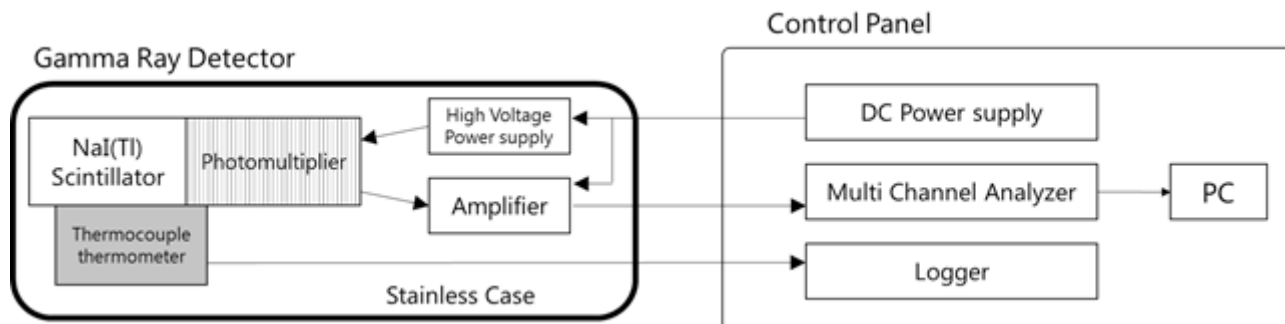 Control Panel
Gamma Ray Detector
High Voltage
Power supply
DC Power supply
NaI(Tl)
Scintillator
Photomultiplier
Amplifier
Multi Channel Analyzer
PC
Thermocouple
thermometer
Logger
Stainless Case